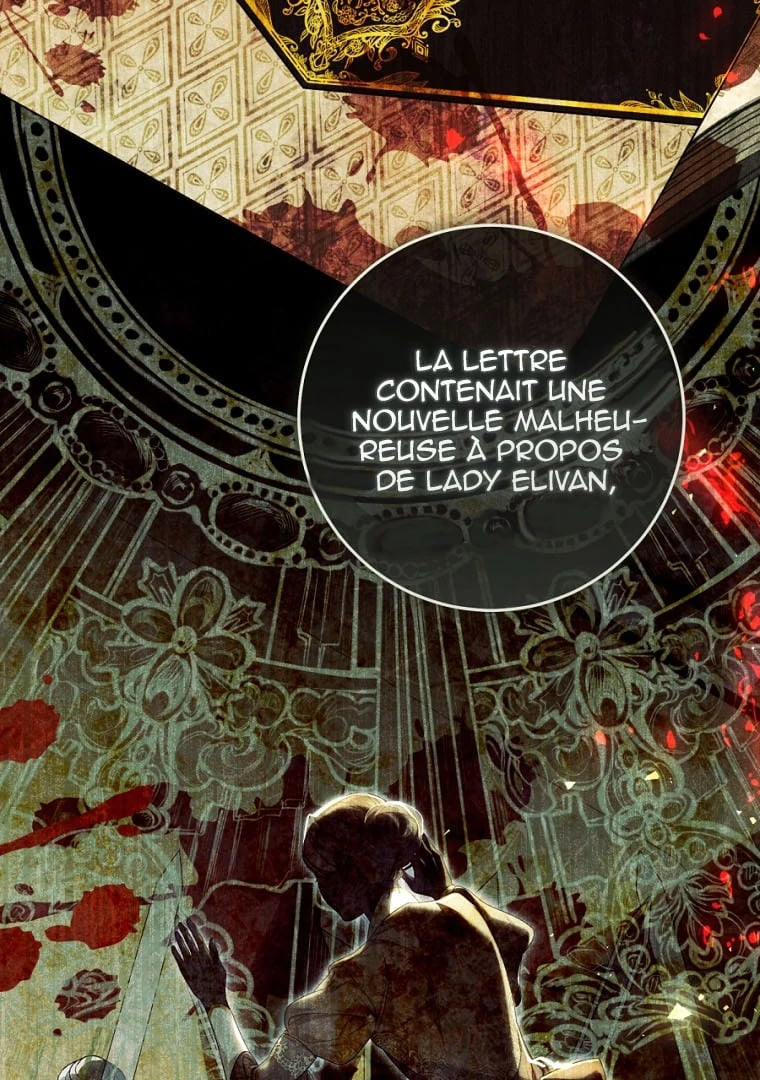 LA LETTRE
CONTENAIT UNE
NOUVELLE MALHEU-
REUSE À PROPOS
DE LADY ELIVAN,